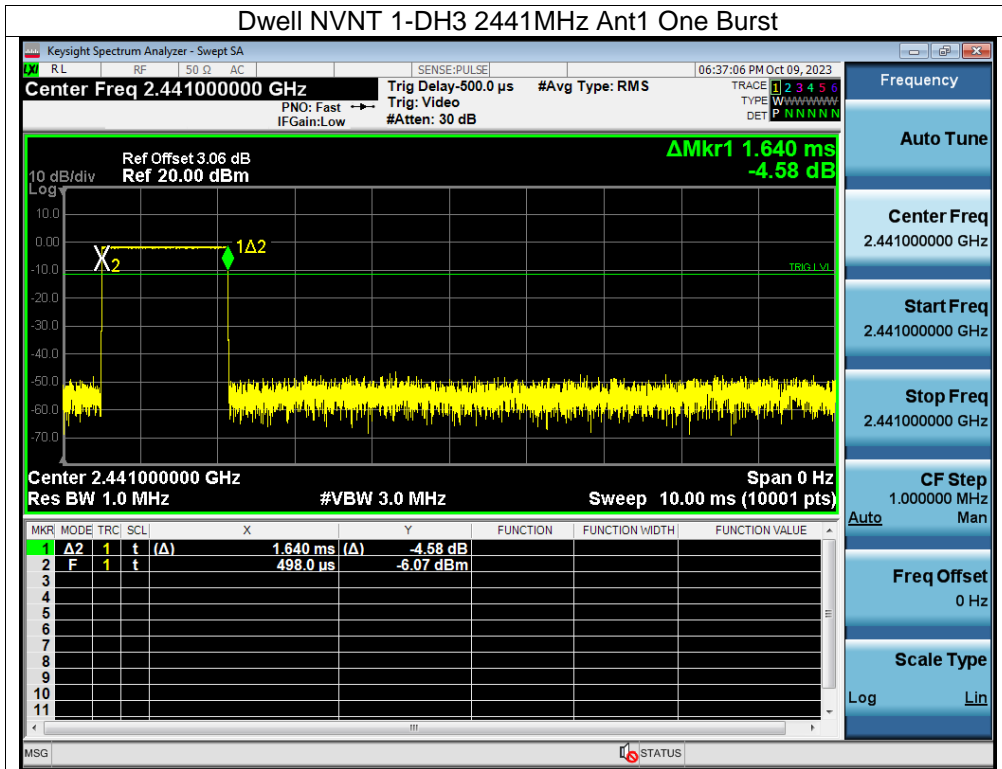 Dwell NVNT 1-DH3 2441MHz Ant1 One Burst
Keysight Spectrum Analyzer - Swept SA
LXI RL RF 50 Ω AC SENSE:PULSE 06:37:06 PM Oct 09, 2023
Center Freq 2.441000000 GHz
PNO: Fast
IFGain:Low
Trig Delay-500.0 µs
Trig: Video
#Atten: 30 dB
#Avg Type: RMS
TRACE 1 2 3 4 5 6
TYPE WWWWWW
DET P N N N N N
ΔMkr1 1.640 ms
-4.58 dB
Ref Offset 3.06 dB
10 dB/div Ref 20.00 dBm
Log
10.0
0.00
-10.0
-20.0
-30.0
-40.0
-50.0
-60.0
-70.0
2
1Δ2
TRIG LVL
Center 2.441000000 GHz Span 0 Hz
Res BW 1.0 MHz #VBW 3.0 MHz Sweep 10.00 ms (10001 pts)
MKR MODE TRC SCL X Y FUNCTION FUNCTION WIDTH FUNCTION VALUE
1 Δ2 1 t (Δ) 1.640 ms (Δ) -4.58 dB
2 F 1 t 498.0 µs -6.07 dBm
3
4
5
6
7
8
9
10
11
MSG STATUS
Frequency
Auto Tune
Center Freq
2.441000000 GHz
Start Freq
2.441000000 GHz
Stop Freq
2.441000000 GHz
CF Step
1.000000 MHz
Auto Man
Freq Offset
0 Hz
Scale Type
Log Lin